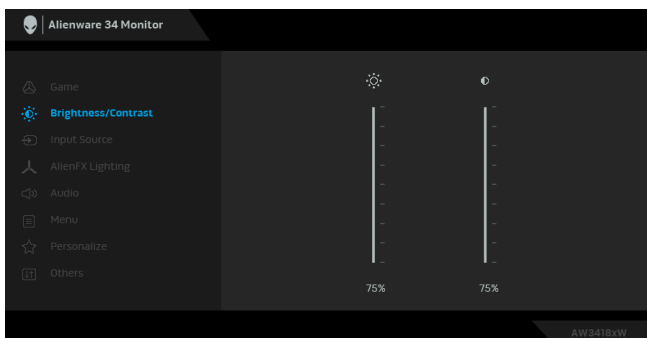 Alienware 34 Monitor
Game
Brightness/Contrast
Input Source
AlienFX Lighting
Audio
Menu
Personalize
Others
75%
75%
AW3418xW